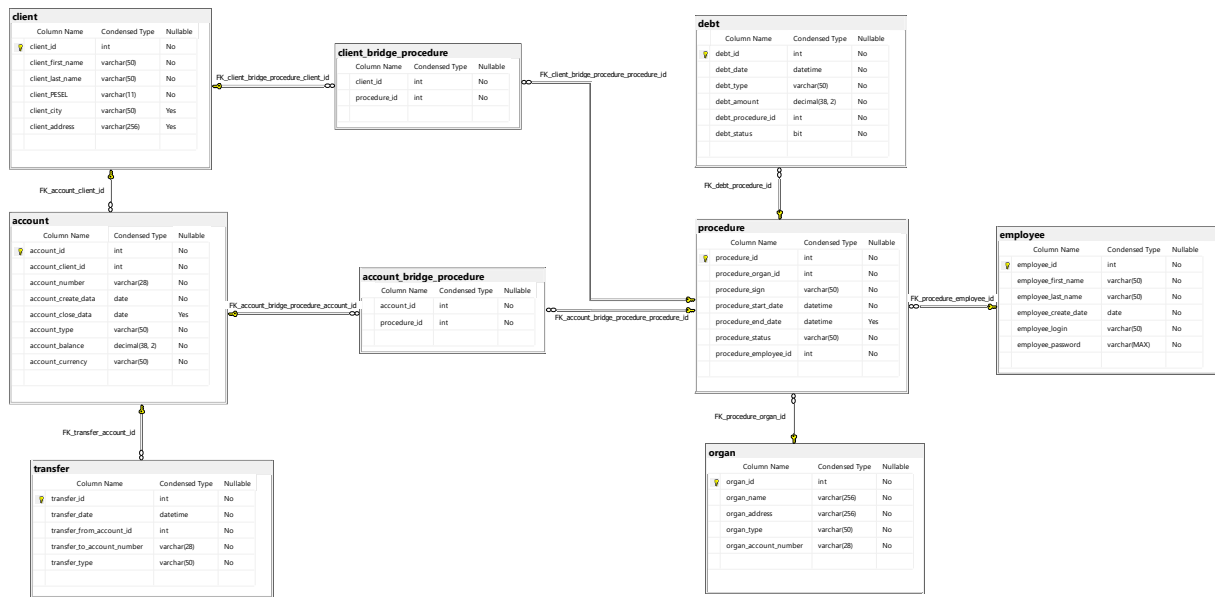 client
Column Name Condensed Type Nullable
client_id int No
client_first_name varchar(50) No
client_last_name varchar(50) No
client_PESEL varchar(11) No
client_city varchar(50) Yes
client_address varchar(256) Yes
FK_client_bridge_procedure_client_id
client_bridge_procedure
Column Name Condensed Type Nullable
client_id int No
procedure_id int No
FK_client_bridge_procedure_procedure_id
debt
Column Name Condensed Type Nullable
debt_id int No
debt_date datetime No
debt_type varchar(50) No
debt_amount decimal(38, 2) No
debt_procedure_id int No
debt_status bit No
FK_account_client_id
FK_debt_procedure_id
account
Column Name Condensed Type Nullable
account_id int No
account_client_id int No
account_number varchar(28) No
account_create_data date No
account_close_data date Yes
account_type varchar(50) No
account_balance decimal(38, 2) No
account_currency varchar(50) No
FK_account_bridge_procedure_account_id
account_bridge_procedure
Column Name Condensed Type Nullable
account_id int No
procedure_id int No
FK_account_bridge_procedure_procedure_id
procedure
Column Name Condensed Type Nullable
procedure_id int No
procedure_organ_id int No
procedure_sign varchar(50) No
procedure_start_date datetime No
procedure_end_date datetime Yes
procedure_status varchar(50) No
procedure_employee_id int No
FK_procedure_employee_id
employee
Column Name Condensed Type Nullable
employee_id int No
employee_first_name varchar(50) No
employee_last_name varchar(50) No
employee_create_date date No
employee_login varchar(50) No
employee_password varchar(MAX) No
FK_transfer_account_id
FK_procedure_organ_id
transfer
Column Name Condensed Type Nullable
transfer_id int No
transfer_date datetime No
transfer_from_account_id int No
transfer_to_account_number varchar(28) No
transfer_type varchar(50) No
organ
Column Name Condensed Type Nullable
organ_id int No
organ_name varchar(256) No
organ_address varchar(256) No
organ_type varchar(50) No
organ_account_number varchar(28) No